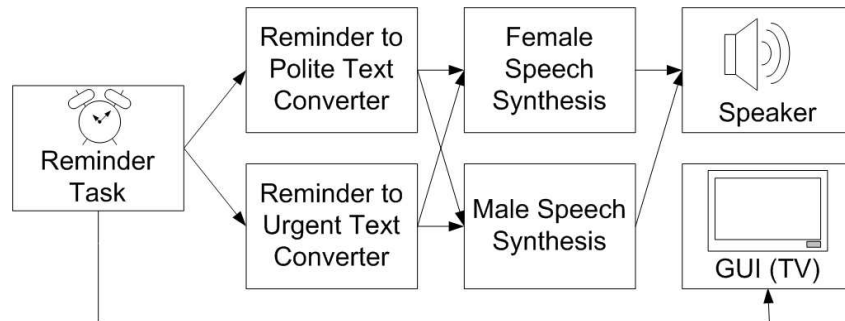 Reminder
Task
Reminder to
Polite Text
Converter
Reminder to
Urgent Text
Converter
Female
Speech
Synthesis
Male Speech
Synthesis
Speaker
GUI (TV)